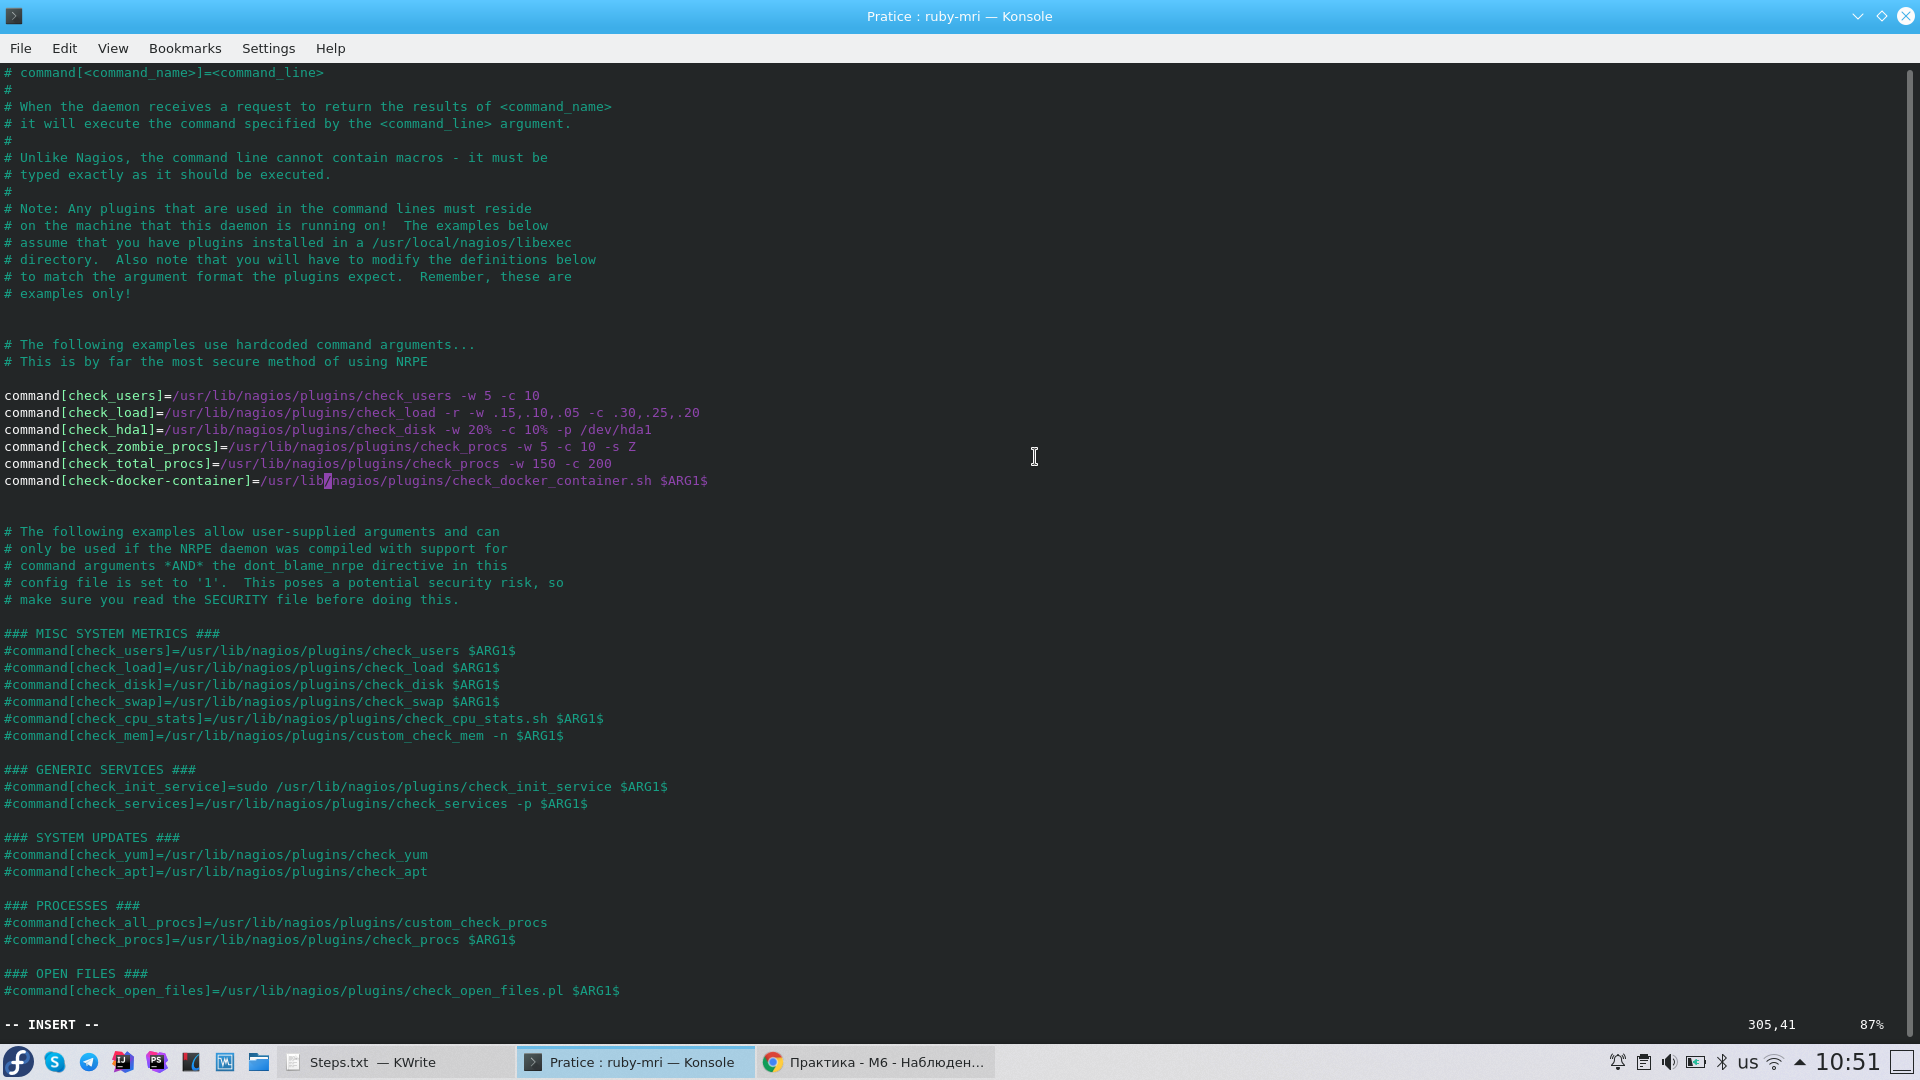 Pratice : ruby-mri — Konsole
File Edit View Bookmarks Settings Help
# command[<command_name>]=<command_line>
#
# When the daemon receives a request to return the results of <command_name>
# it will execute the command specified by the <command_line> argument.
#
# Unlike Nagios, the command line cannot contain macros - it must be
# typed exactly as it should be executed.
#
# Note: Any plugins that are used in the command lines must reside
# on the machine that this daemon is running on!  The examples below
# assume that you have plugins installed in a /usr/local/nagios/libexec
# directory.  Also note that you will have to modify the definitions below
# to match the argument format the plugins expect.  Remember, these are
# examples only!
# The following examples use hardcoded command arguments...
# This is by far the most secure method of using NRPE
command[check_users]=/usr/lib/nagios/plugins/check_users -w 5 -c 10
command[check_load]=/usr/lib/nagios/plugins/check_load -r -w .15,.10,.05 -c .30,.25,.20
command[check_hda1]=/usr/lib/nagios/plugins/check_disk -w 20% -c 10% -p /dev/hda1
command[check_zombie_procs]=/usr/lib/nagios/plugins/check_procs -w 5 -c 10 -s Z
command[check_total_procs]=/usr/lib/nagios/plugins/check_procs -w 150 -c 200
command[check-docker-container]=/usr/lib/nagios/plugins/check_docker_container.sh $ARG1$
# The following examples allow user-supplied arguments and can
# only be used if the NRPE daemon was compiled with support for
# command arguments *AND* the dont_blame_nrpe directive in this
# config file is set to '1'.  This poses a potential security risk, so
# make sure you read the SECURITY file before doing this.
### MISC SYSTEM METRICS ###
#command[check_users]=/usr/lib/nagios/plugins/check_users $ARG1$
#command[check_load]=/usr/lib/nagios/plugins/check_load $ARG1$
#command[check_disk]=/usr/lib/nagios/plugins/check_disk $ARG1$
#command[check_swap]=/usr/lib/nagios/plugins/check_swap $ARG1$
#command[check_cpu_stats]=/usr/lib/nagios/plugins/check_cpu_stats.sh $ARG1$
#command[check_mem]=/usr/lib/nagios/plugins/custom_check_mem -n $ARG1$
### GENERIC SERVICES ###
#command[check_init_service]=sudo /usr/lib/nagios/plugins/check_init_service $ARG1$
#command[check_services]=/usr/lib/nagios/plugins/check_services -p $ARG1$
### SYSTEM UPDATES ###
#command[check_yum]=/usr/lib/nagios/plugins/check_yum
#command[check_apt]=/usr/lib/nagios/plugins/check_apt
### PROCESSES ###
#command[check_all_procs]=/usr/lib/nagios/plugins/custom_check_procs
#command[check_procs]=/usr/lib/nagios/plugins/check_procs $ARG1$
### OPEN FILES ###
#command[check_open_files]=/usr/lib/nagios/plugins/check_open_files.pl $ARG1$
-- INSERT -- 305,41 87%
Steps.txt — KWrite Pratice : ruby-mri — Konsole Практика - М6 - Наблюден... us 10:51